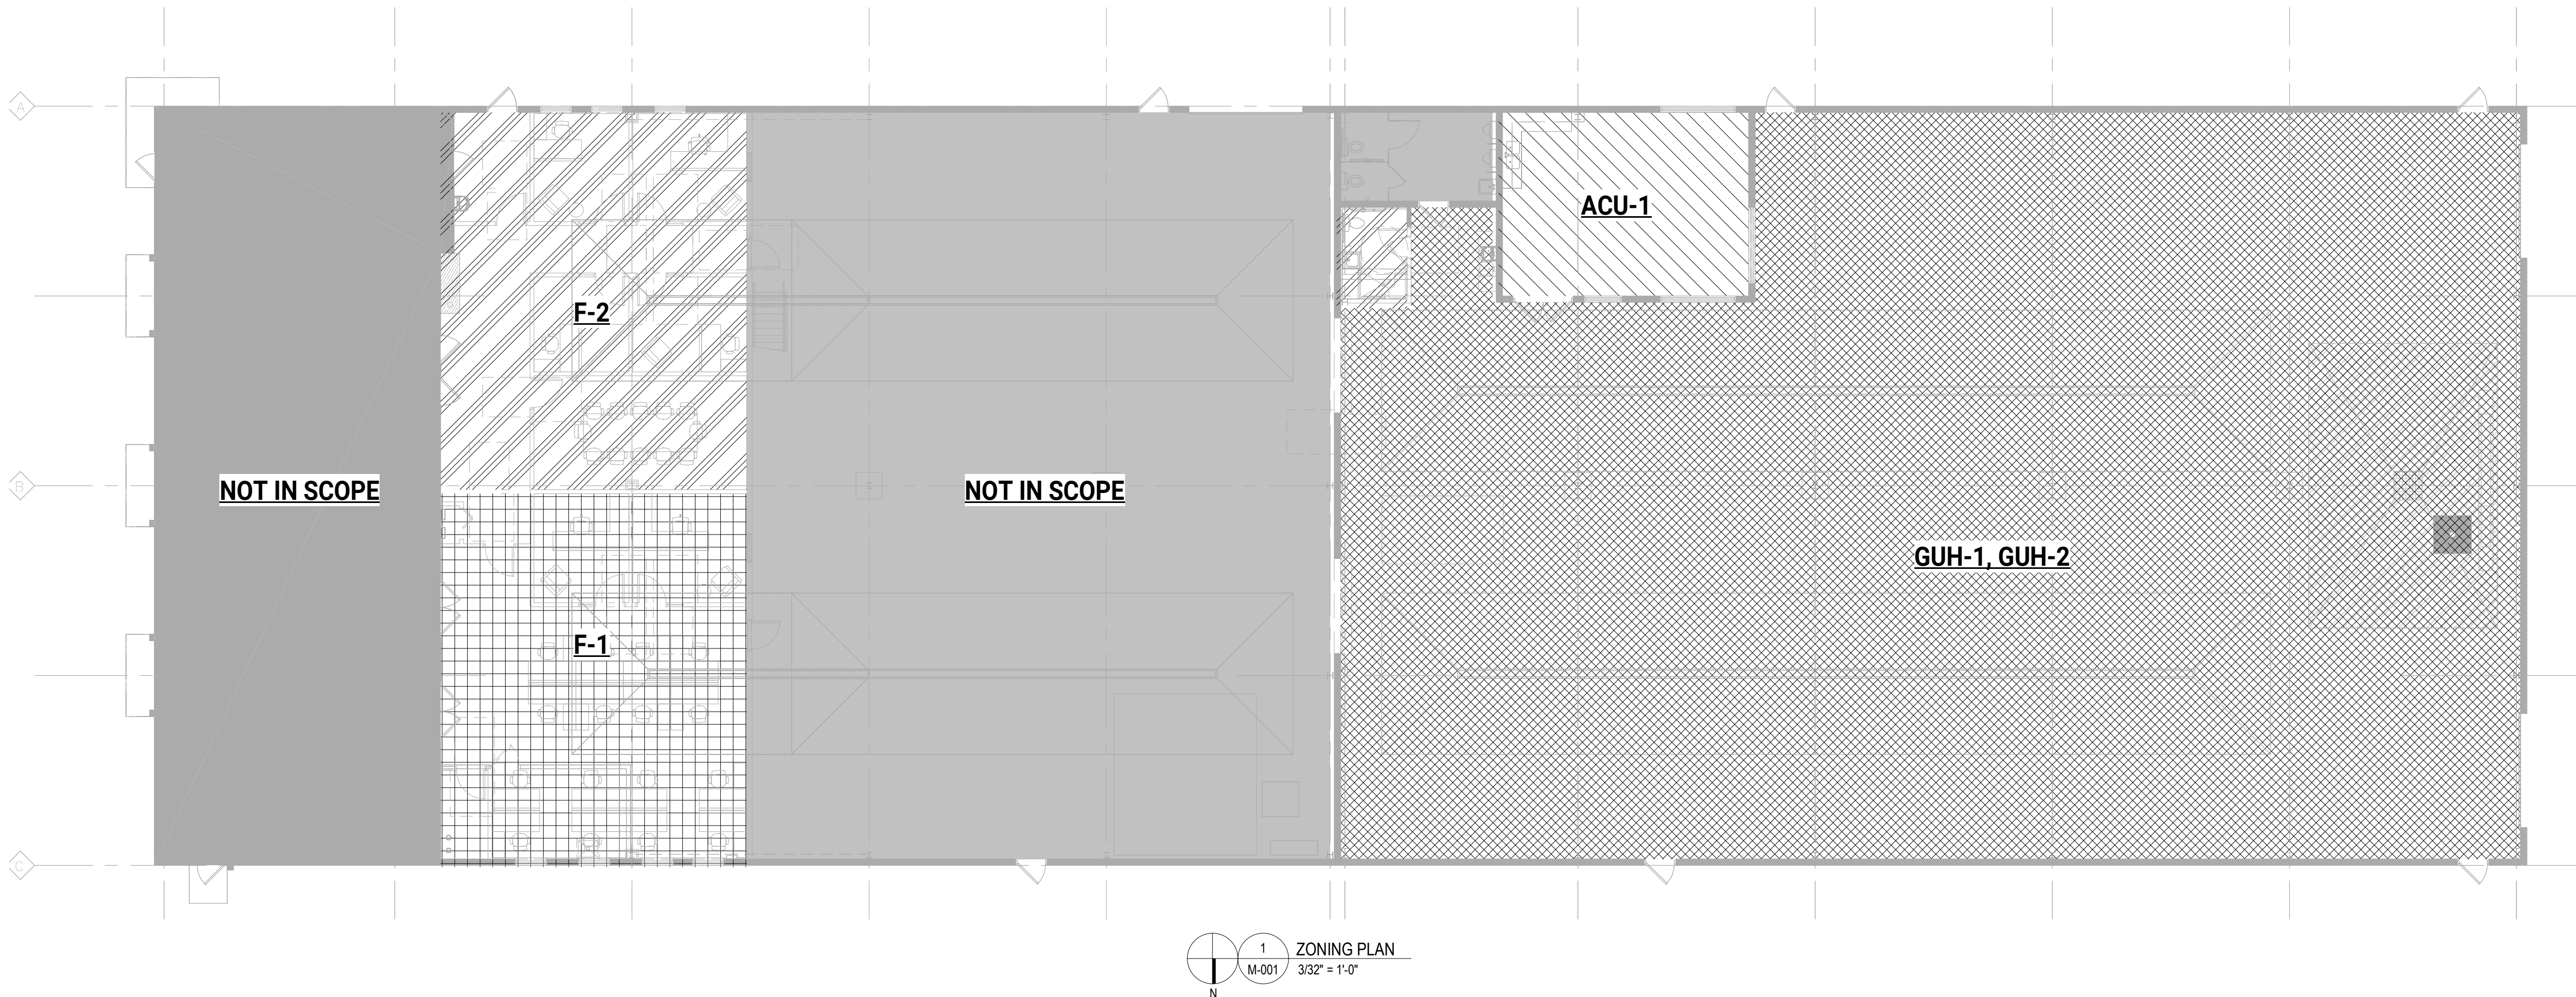 A
ACU-1
F-2
B
NOT IN SCOPE
NOT IN SCOPE
GUH-1, GUH-2
F-1
C
1
ZONING PLAN
M-001
3/32" = 1'-0"
N